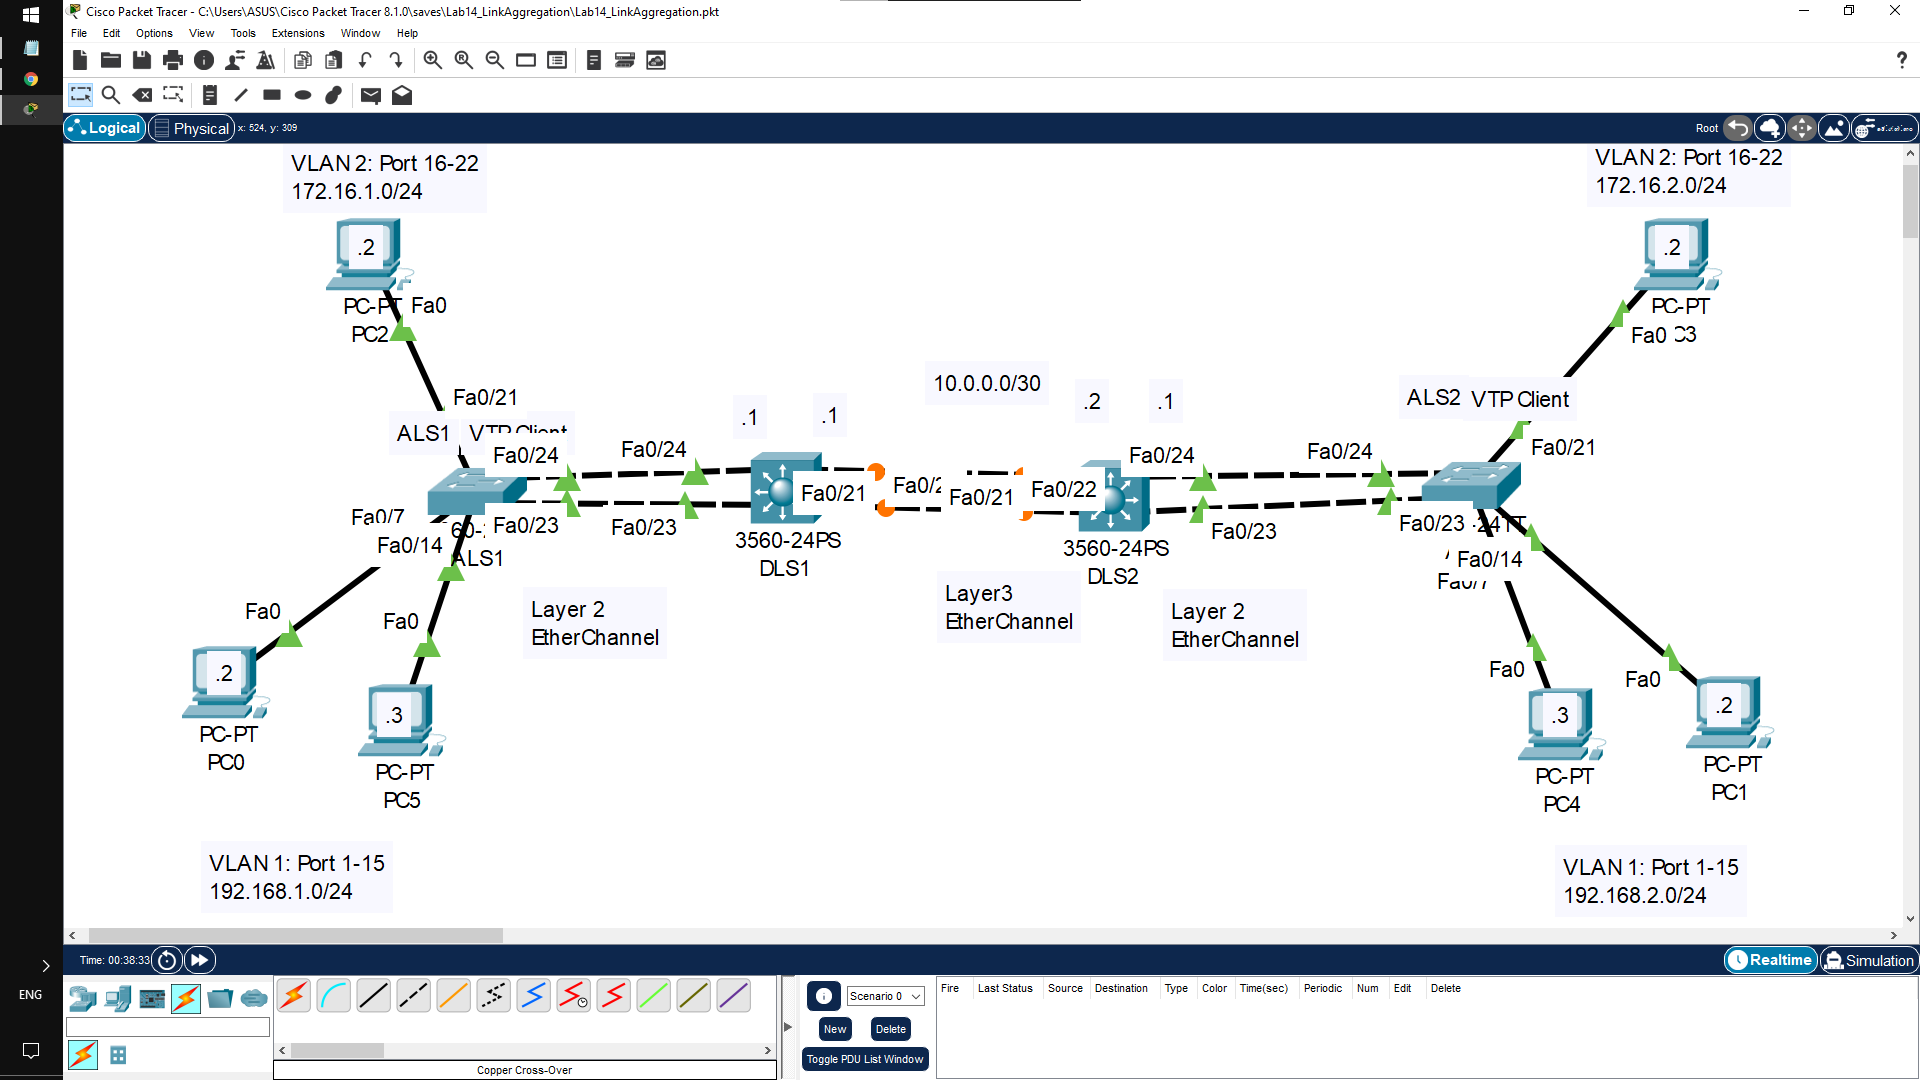 Cisco Packet Tracer - C:\Users\ASUS\Cisco Packet Tracer 8.1.0\saves\Lab14_LinkAggregation\Lab14_LinkAggregation.pkt
File Edit Options View Tools Extensions Window Help
Logical Physical x: 524, y: 309 Root
VLAN 2: Port 16-22
172.16.1.0/24
VLAN 2: Port 16-22
172.16.2.0/24
.2
PC-PT Fa0
PC2
.2
PC-PT
Fa0 C3
Fa0/21
ALS1 VTP Client
Fa0/24
Fa0/24
.1
.1
10.0.0.0/30
.2
.1
ALS2 VTP Client
Fa0/21
Fa0/24
Fa0/24
Fa0/21
Fa0/2
Fa0/21
Fa0/22
Fa0/7
Fa0/14
60-
ALS1
Fa0/23
Fa0/23
3560-24PS
DLS1
3560-24PS
DLS2
Fa0/23
Fa0/23 -24TT
Fa0/14
Fa0/7
Layer 2
EtherChannel
Layer3
EtherChannel
Layer 2
EtherChannel
Fa0
.2
PC-PT
PC0
Fa0
.3
PC-PT
PC5
Fa0
.3
PC-PT
PC4
Fa0
.2
PC-PT
PC1
VLAN 1: Port 1-15
192.168.1.0/24
VLAN 1: Port 1-15
192.168.2.0/24
Time: 00:38:33
Realtime Simulation
Scenario 0
New Delete
Toggle PDU List Window
Fire Last Status Source Destination Type Color Time(sec) Periodic Num Edit Delete
Copper Cross-Over
ENG